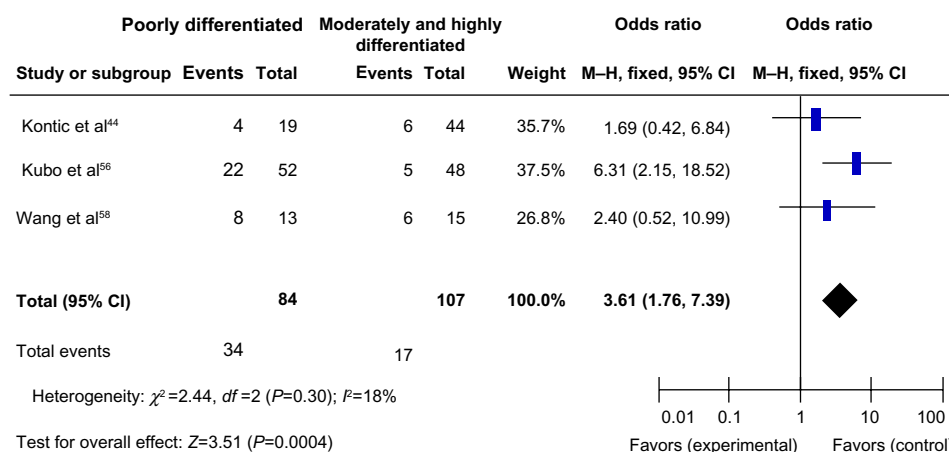 Poorly differentiated Moderately and highly differentiated Odds ratio Odds ratio
Study or subgroup Events Total Events Total Weight M–H, fixed, 95% CI M–H, fixed, 95% CI
Kontic et al⁴⁴ 4 19 6 44 35.7% 1.69 (0.42, 6.84)
Kubo et al⁵⁶ 22 52 5 48 37.5% 6.31 (2.15, 18.52)
Wang et al⁵⁸ 8 13 6 15 26.8% 2.40 (0.52, 10.99)
Total (95% CI) 84 107 100.0% 3.61 (1.76, 7.39)
Total events 34 17
Heterogeneity: χ²=2.44, df=2 (P=0.30); I²=18%
0.01 0.1 1 10 100
Test for overall effect: Z=3.51 (P=0.0004) Favors (experimental) Favors (control)